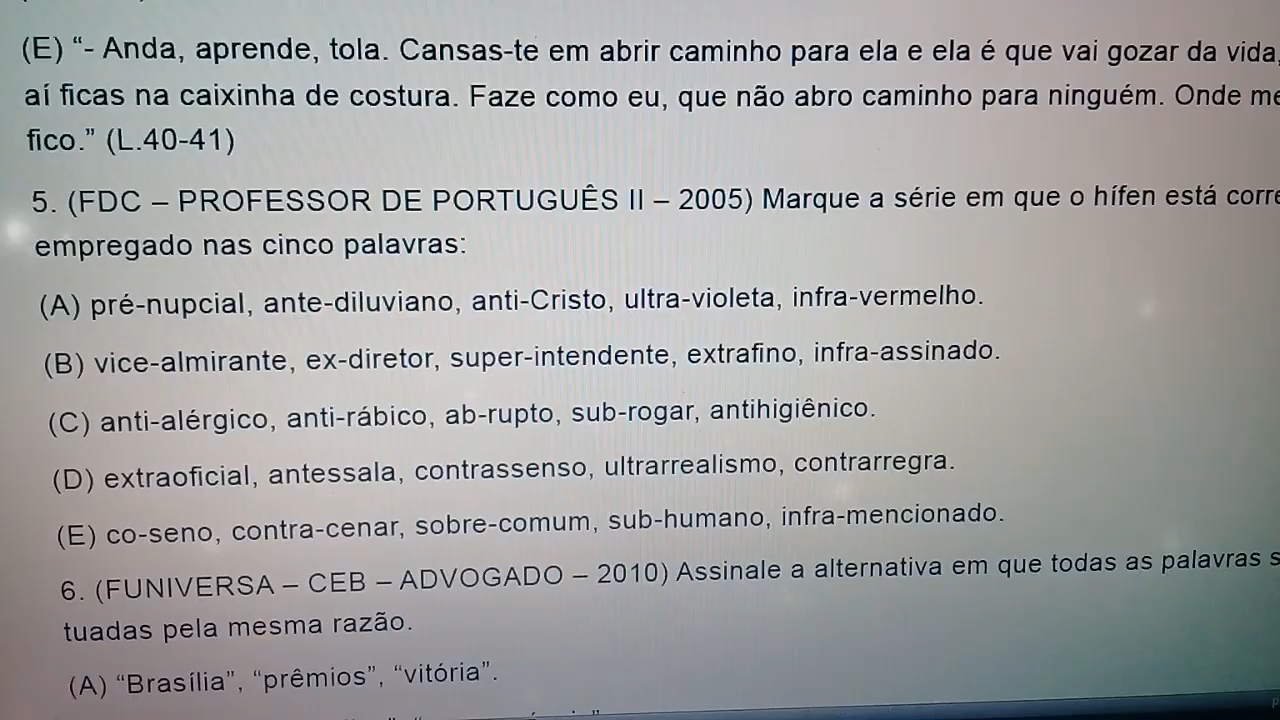 (E) “- Anda, aprende, tola. Cansas-te em abrir caminho para ela e ela é que vai gozar da vida,
aí ficas na caixinha de costura. Faze como eu, que não abro caminho para ninguém. Onde me
fico.” (L.40-41)
5. (FDC – PROFESSOR DE PORTUGUÊS II – 2005) Marque a série em que o hífen está corre
empregado nas cinco palavras:
(A) pré-nupcial, ante-diluviano, anti-Cristo, ultra-violeta, infra-vermelho.
(B) vice-almirante, ex-diretor, super-intendente, extrafino, infra-assinado.
(C) anti-alérgico, anti-rábico, ab-rupto, sub-rogar, antihigiênico.
(D) extraoficial, antessala, contrassenso, ultrarrealismo, contrarregra.
(E) co-seno, contra-cenar, sobre-comum, sub-humano, infra-mencionado.
6. (FUNIVERSA – CEB – ADVOGADO – 2010) Assinale a alternativa em que todas as palavras s
tuadas pela mesma razão.
(A) “Brasília”, “prêmios”, “vitória”.